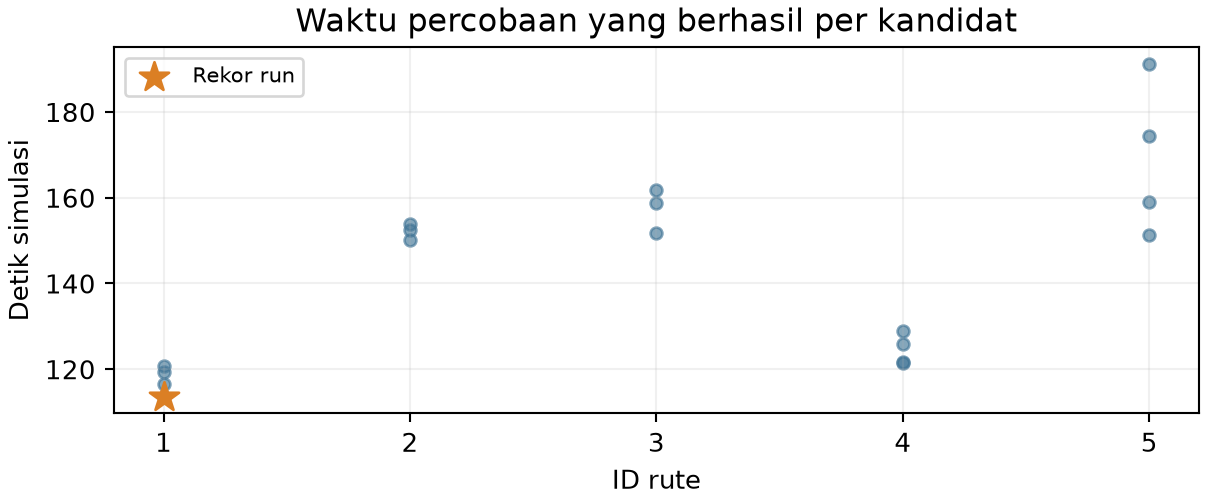 Waktu percobaan yang berhasil per kandidat
Rekor run
Detik simulasi
180
160
140
120
1 2 3 4 5
ID rute